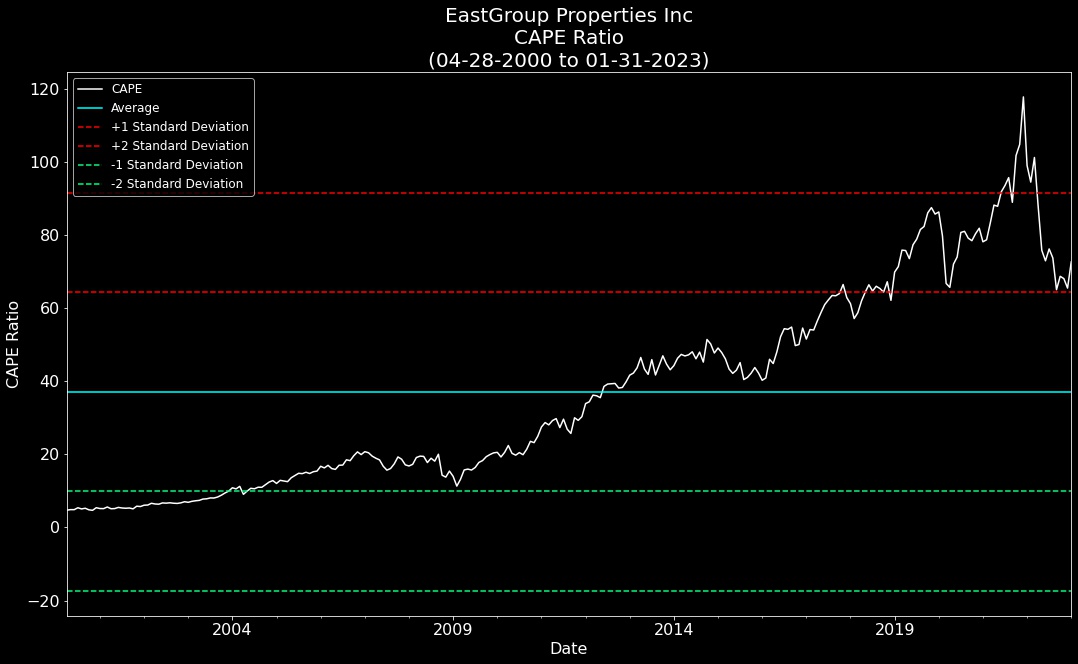 EastGroup Properties Inc
CAPE Ratio
(04-28-2000 to 01-31-2023)
CAPE
Average
+1 Standard Deviation
+2 Standard Deviation
-1 Standard Deviation
-2 Standard Deviation
120
100
80
60
40
20
0
−20
CAPE Ratio
2004
2009
2014
2019
Date